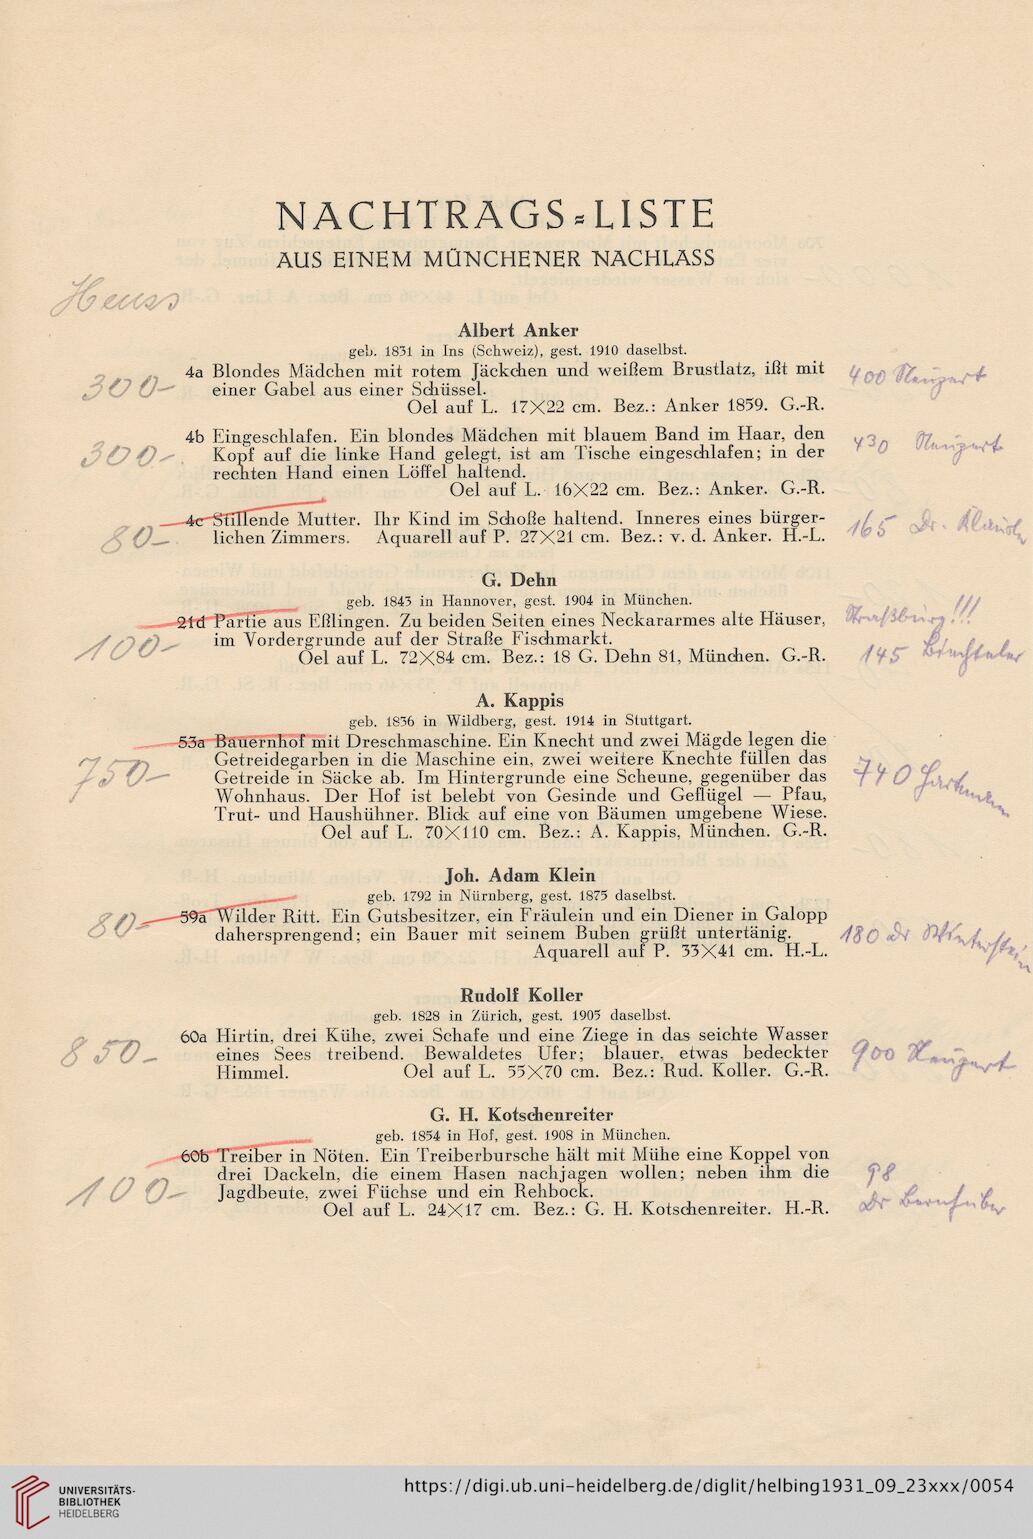 NACHTRAGS=LISTE
AUS EINEM MÜNCHENER NACHLASS
Heuss
Albert Anker
geb. 1831 in Ins (Schweiz), gest. 1910 daselbst.
300- 4a Blondes Mädchen mit rotem Jäckchen und weißem Brustlatz, ißt mit 400
einer Gabel aus einer Schüssel.
Oel auf L. 17×22 cm. Bez.: Anker 1859. G.-R.
300- 4b Eingeschlafen. Ein blondes Mädchen mit blauem Band im Haar, den 430
Kopf auf die linke Hand gelegt, ist am Tische eingeschlafen; in der
rechten Hand einen Löffel haltend.
Oel auf L. 16×22 cm. Bez.: Anker. G.-R.
80- 4c Stillende Mutter. Ihr Kind im Schoße haltend. Inneres eines bürger- 165 Dr.
lichen Zimmers. Aquarell auf P. 27×21 cm. Bez.: v. d. Anker. H.-L.
G. Dehn
geb. 1843 in Hannover, gest. 1904 in München.
100- 21d Partie aus Eßlingen. Zu beiden Seiten eines Neckararmes alte Häuser, Straßburg!!!
im Vordergrunde auf der Straße Fischmarkt.
Oel auf L. 72×84 cm. Bez.: 18 G. Dehn 81, München. G.-R. 145
A. Kappis
geb. 1836 in Wildberg, gest. 1914 in Stuttgart.
750- 53a Bauernhof mit Dreschmaschine. Ein Knecht und zwei Mägde legen die
Getreidegarben in die Maschine ein, zwei weitere Knechte füllen das
Getreide in Säcke ab. Im Hintergrunde eine Scheune, gegenüber das 740 Hartmann
Wohnhaus. Der Hof ist belebt von Gesinde und Geflügel — Pfau,
Trut- und Haushühner. Blick auf eine von Bäumen umgebene Wiese.
Oel auf L. 70×110 cm. Bez.: A. Kappis, München. G.-R.
Joh. Adam Klein
geb. 1792 in Nürnberg, gest. 1875 daselbst.
80- 59a Wilder Ritt. Ein Gutsbesitzer, ein Fräulein und ein Diener in Galopp
dahersprengend; ein Bauer mit seinem Buben grüßt untertänig. 180 Dr Winterstein
Aquarell auf P. 33×41 cm. H.-L.
Rudolf Koller
geb. 1828 in Zürich, gest. 1905 daselbst.
850- 60a Hirtin, drei Kühe, zwei Schafe und eine Ziege in das seichte Wasser
eines Sees treibend. Bewaldetes Ufer; blauer, etwas bedeckter 900
Himmel. Oel auf L. 55×70 cm. Bez.: Rud. Koller. G.-R.
G. H. Kotschenreiter
geb. 1854 in Hof, gest. 1908 in München.
100- 60b Treiber in Nöten. Ein Treiberbursche hält mit Mühe eine Koppel von
drei Dackeln, die einem Hasen nachjagen wollen; neben ihm die 98
Jagdbeute, zwei Füchse und ein Rehbock. Dr
Oel auf L. 24×17 cm. Bez.: G. H. Kotschenreiter. H.-R.
UNIVERSITÄTS-
BIBLIOTHEK
HEIDELBERG
https://digi.ub.uni-heidelberg.de/diglit/helbing1931_09_23xxx/0054